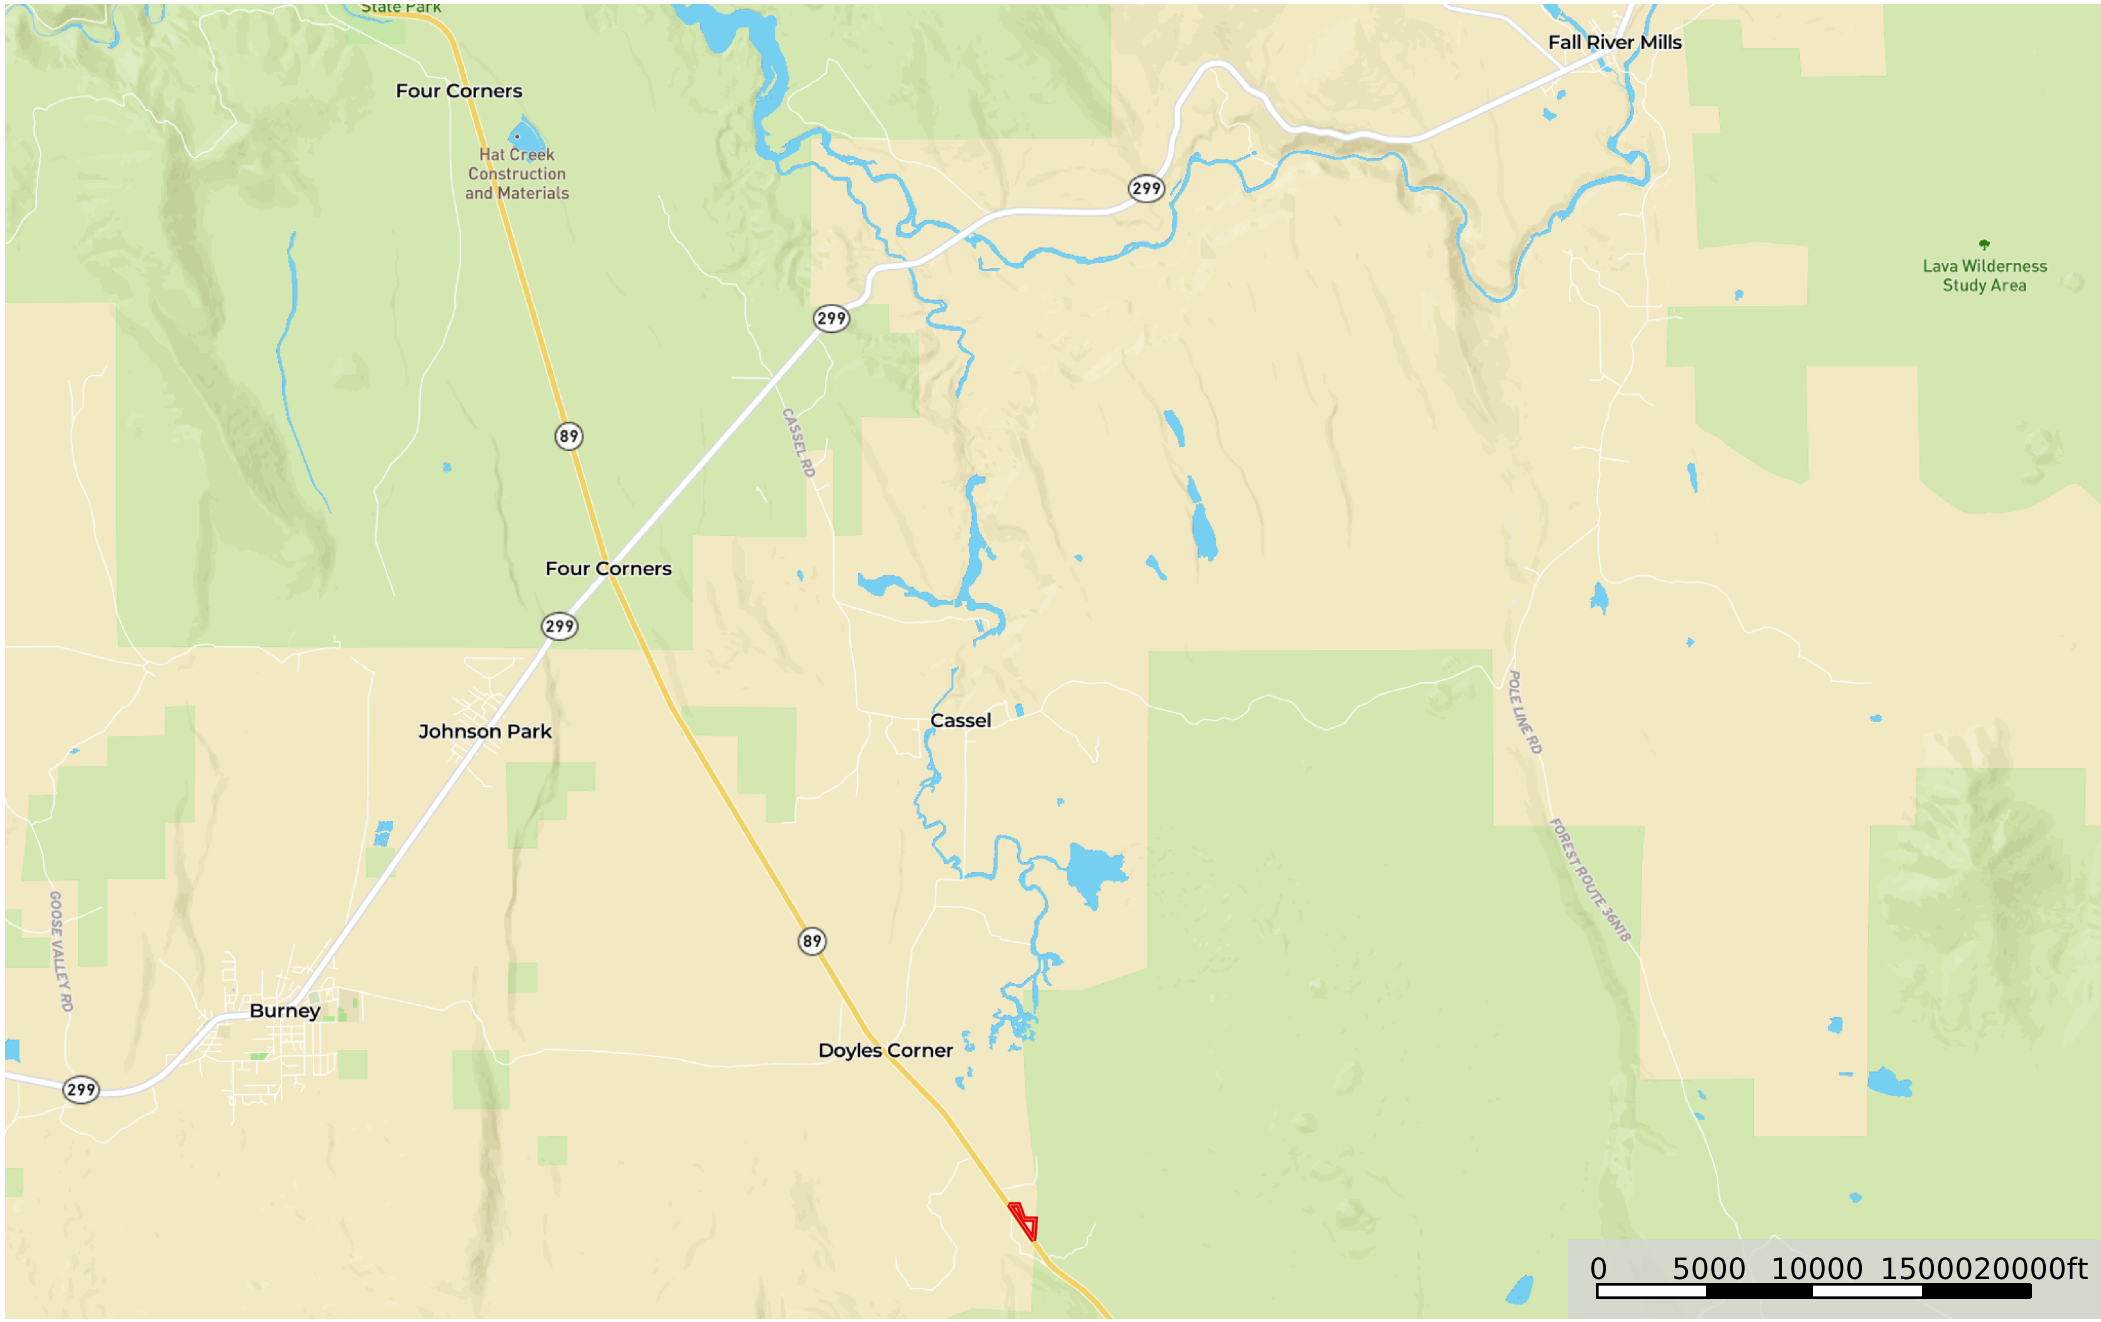 State Park
Fall River Mills
Four Corners
Hat Creek
Construction
and Materials
299
Lava Wilderness
Study Area
299
CASSEL RD
89
Four Corners
299
POLE LINE RD
Cassel
Johnson Park
FOREST ROUTE 36N18
GOOSE VALLEY RD
89
Burney
Doyles Corner
299
0 5000 10000 15000 20000ft